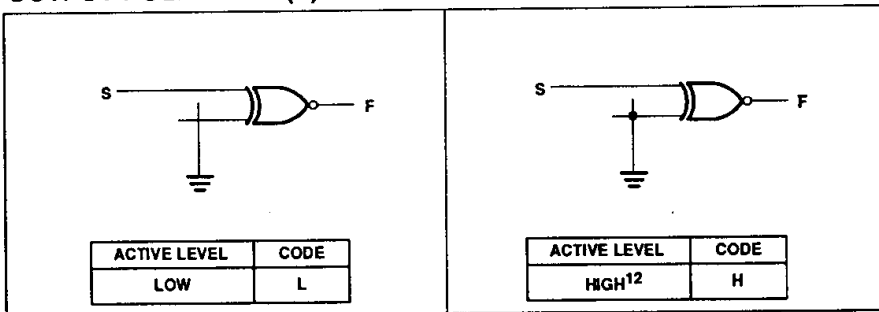 S
F
ACTIVE LEVEL CODE
LOW L
S
F
ACTIVE LEVEL CODE
HIGH12 H